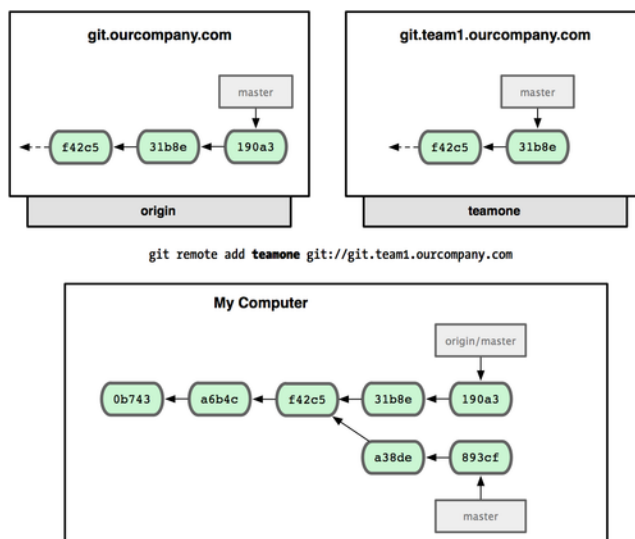 git.ourcompany.com
git.team1.ourcompany.com
master
master
f42c5
31b8e
190a3
f42c5
31b8e
origin
teamone
git remote add teamone git://git.team1.ourcompany.com
My Computer
origin/master
0b743
a6b4c
f42c5
31b8e
190a3
a38de
893cf
master